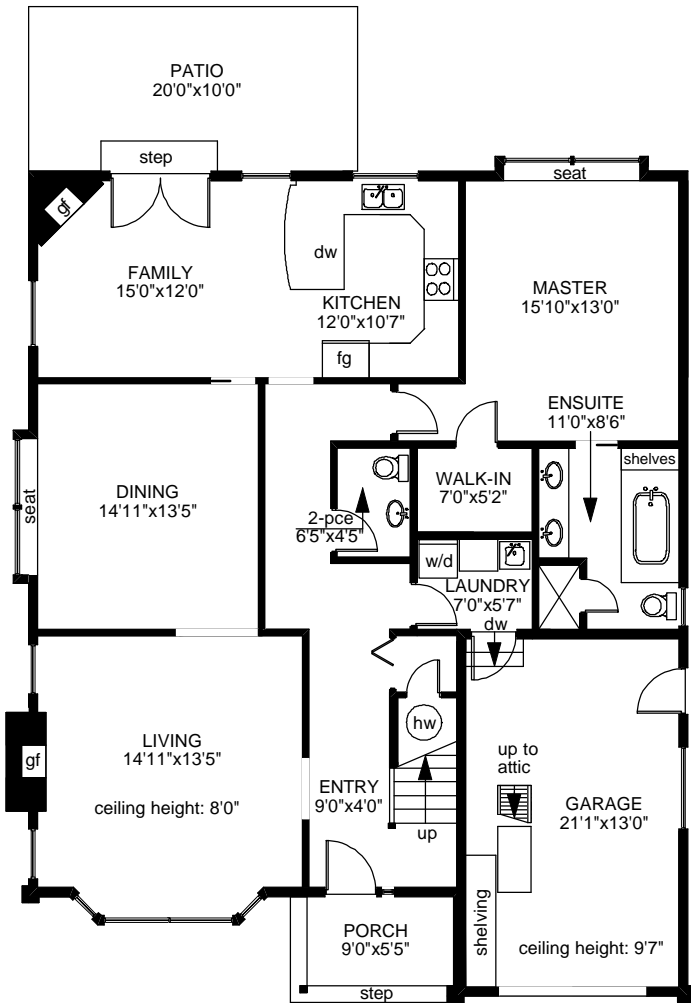 PATIO
20'0"x10'0"
step
seat
gf
dw
FAMILY
15'0"x12'0"
KITCHEN
12'0"x10'7"
MASTER
15'10"x13'0"
fg
ENSUITE
11'0"x8'6"
shelves
WALK-IN
7'0"x5'2"
DINING
14'11"x13'5"
seat
2-pce
6'5"x4'5"
w/d
LAUNDRY
7'0"x5'7"
dw
hw
LIVING
14'11"x13'5"
gf
up to
attic
ENTRY
9'0"x4'0"
ceiling height: 8'0"
GARAGE
21'1"x13'0"
up
PORCH
9'0"x5'5"
shelving
ceiling height: 9'7"
step